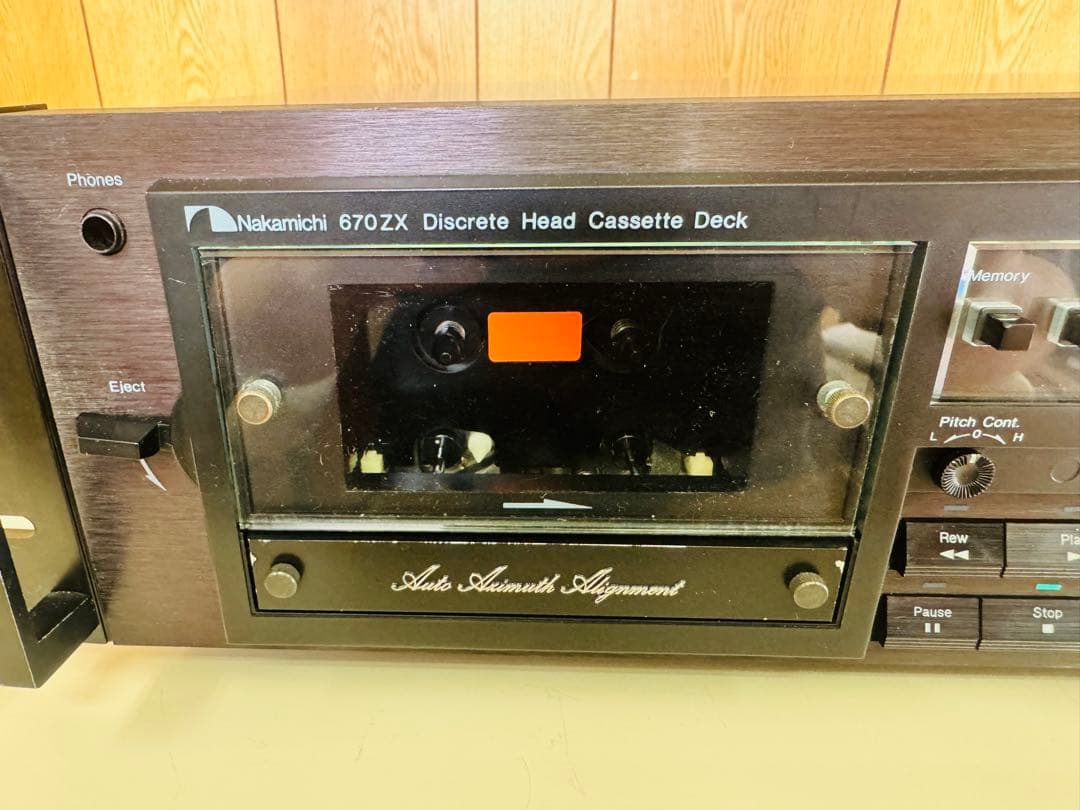 Phones
Nakamichi 670ZX Discrete Head Cassette Deck
Memory
Eject
Pitch Cont.
L 0 H
Rew
Pause
Stop
Auto Azimuth Alignment